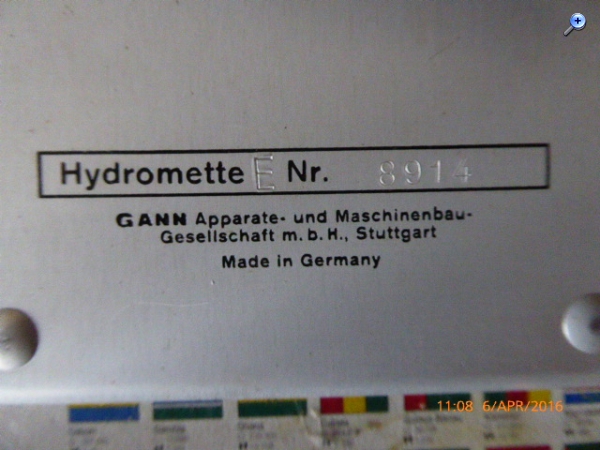 Hydromette E Nr. 8914
GANN Apparate- und Maschinenbau-
Gesellschaft m. b. H., Stuttgart
Made in Germany
11:08 6/APR/2016